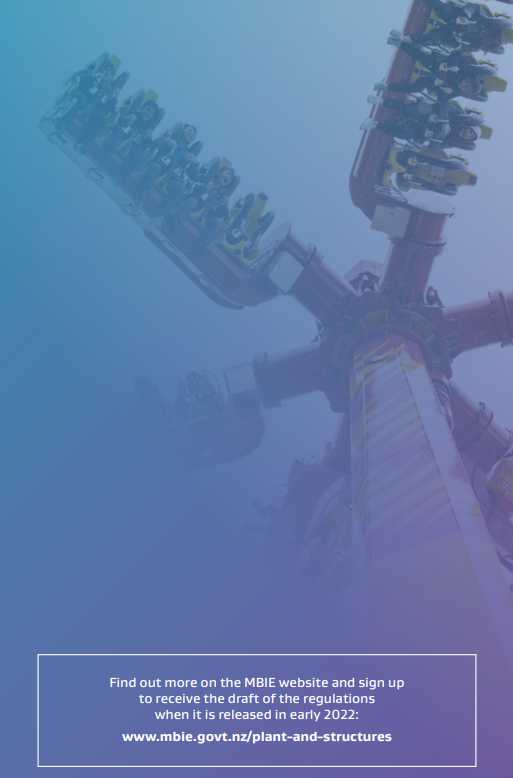 Find out more on the MBIE website and sign up
to receive the draft of the regulations
when it is released in early 2022:
www.mbie.govt.nz/plant-and-structures